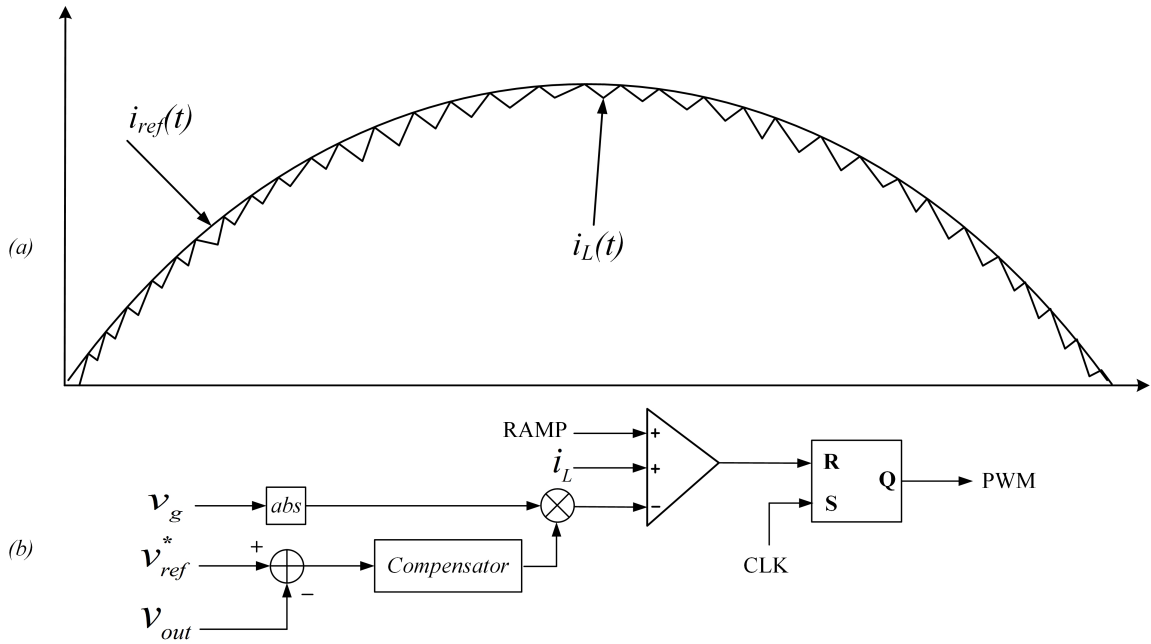 i_ref(t)
i_L(t)
(a)
RAMP
+
i_L
+
−
R
Q
PWM
S
CLK
v_g
abs
(b)
v*_ref
+
−
Compensator
v_out